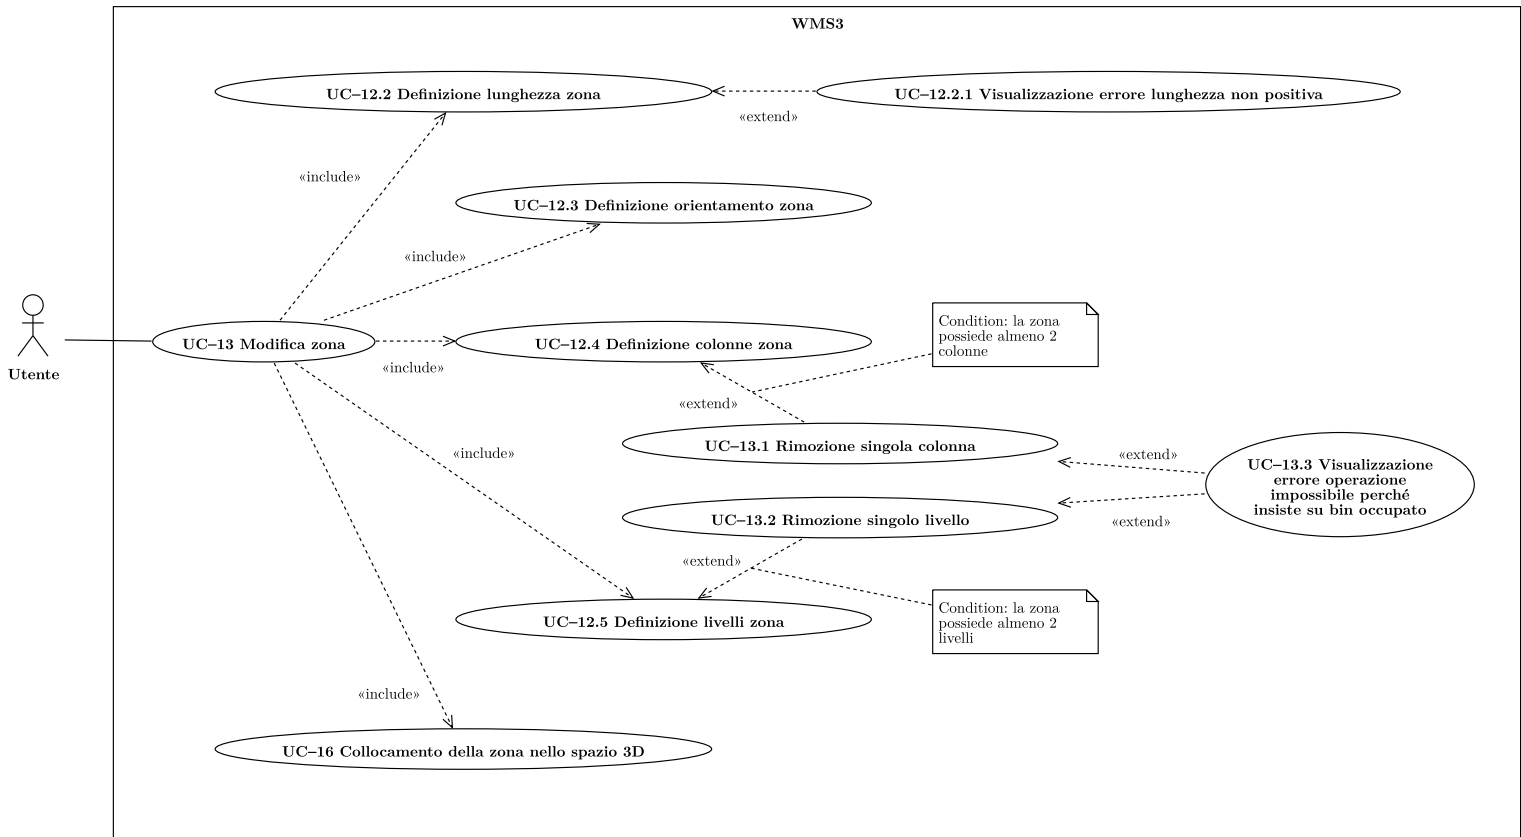 WMS3
UC–12.2 Definizione lunghezza zona
UC–12.2.1 Visualizzazione errore lunghezza non positiva
«extend»
«include»
UC–12.3 Definizione orientamento zona
«include»
Utente
UC–13 Modifica zona
«include»
UC–12.4 Definizione colonne zona
Condition: la zona
possiede almeno 2
colonne
«extend»
UC–13.1 Rimozione singola colonna
«extend»
UC–13.3 Visualizzazione
errore operazione
impossibile perché
insiste su bin occupato
«include»
UC–13.2 Rimozione singolo livello
«extend»
«extend»
UC–12.5 Definizione livelli zona
Condition: la zona
possiede almeno 2
livelli
«include»
UC–16 Collocamento della zona nello spazio 3D